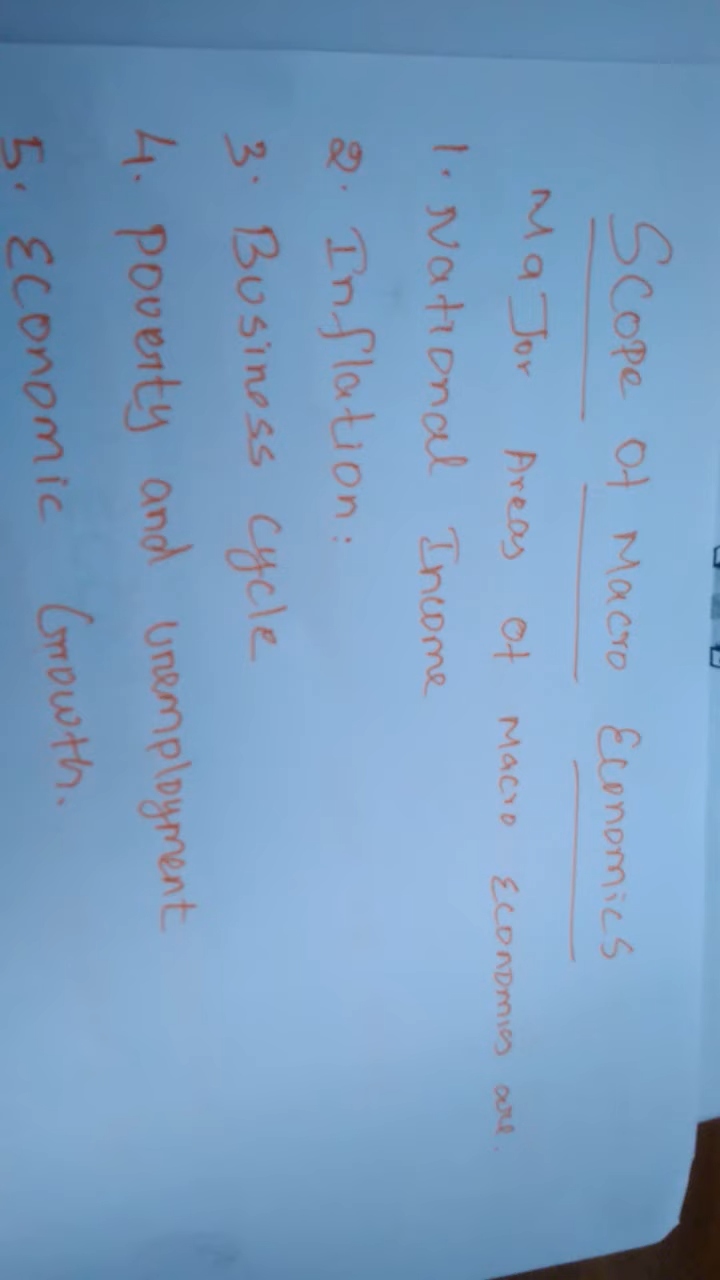 Scope Of Macro Economics
Major Areas Of Macro Economics are.
1. National Income
2. Inflation:
3. Business Cycle
4. Poverty and unemployment
5. Economic Growth.